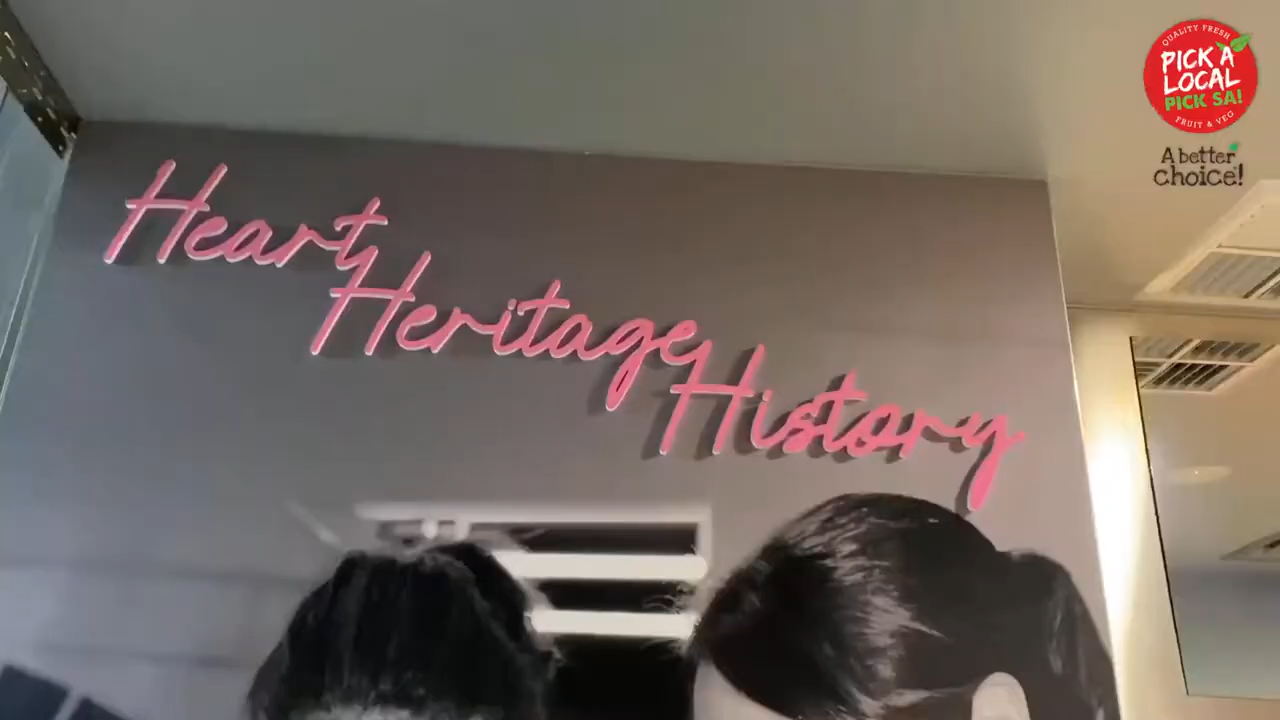 Heart
Heritage
History
QUALITY FRESH
PICK A
LOCAL
PICK SA!
FRUIT & VEG
A better
choice!